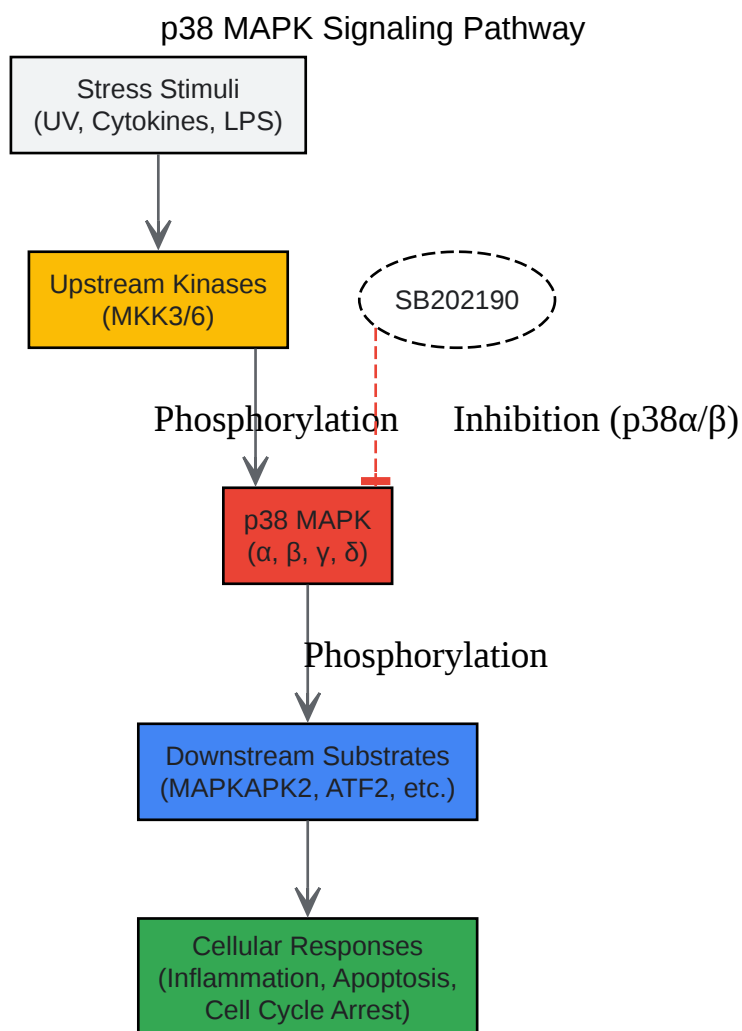 p38 MAPK Signaling Pathway
Stress Stimuli
(UV, Cytokines, LPS)
Upstream Kinases
(MKK3/6)
SB202190
Phosphorylation
Inhibition (p38α/β)
p38 MAPK
(α, β, γ, δ)
Phosphorylation
Downstream Substrates
(MAPKAPK2, ATF2, etc.)
Cellular Responses
(Inflammation, Apoptosis,
Cell Cycle Arrest)